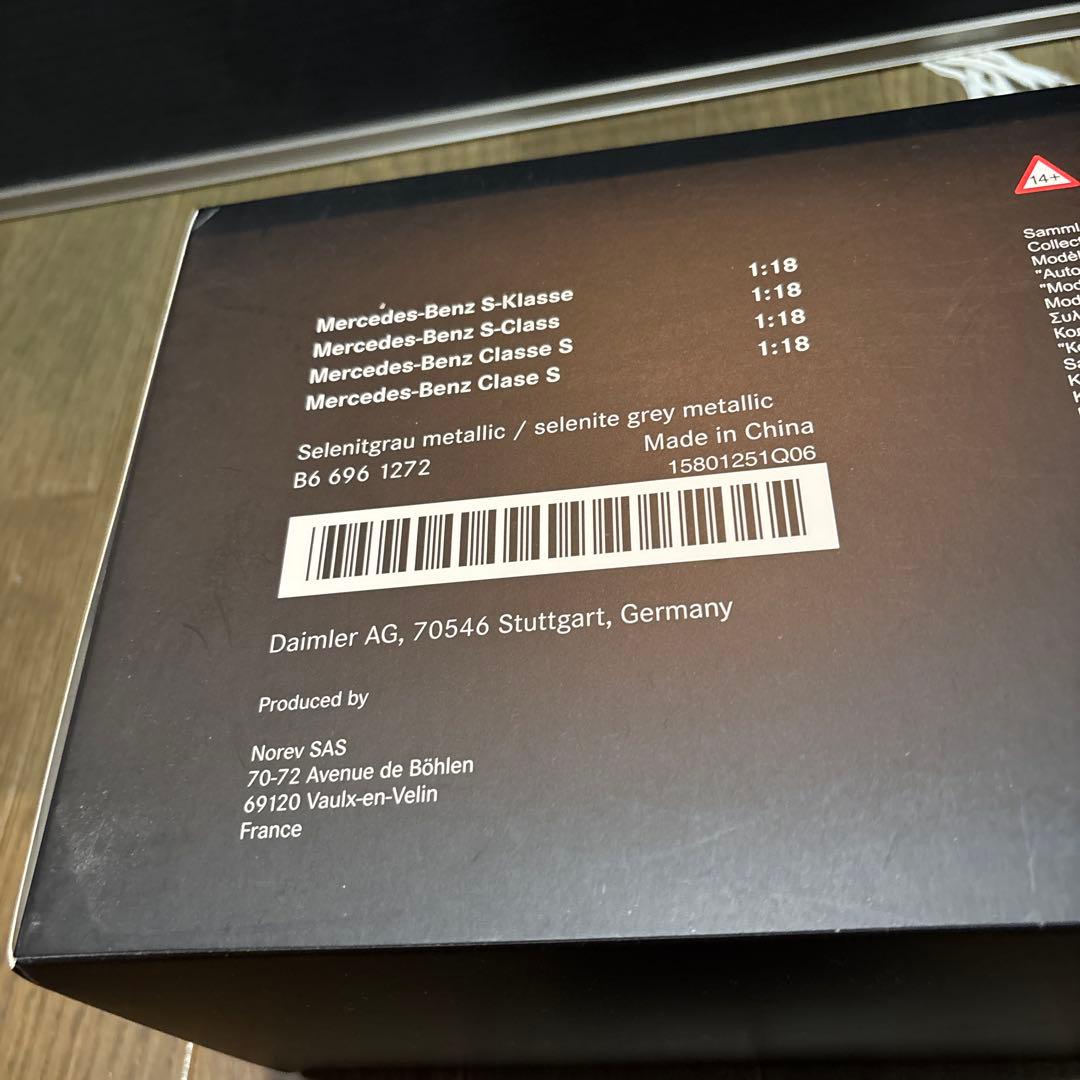 Mercedes-Benz S-Klasse 1:18
Mercedes-Benz S-Class 1:18
Mercedes-Benz Classe S 1:18
Mercedes-Benz Clase S 1:18
Selenitgrau metallic / selenite grey metallic
B6 696 1272
Made in China
15801251Q06
Daimler AG, 70546 Stuttgart, Germany
Produced by
Norev SAS
70-72 Avenue de Böhlen
69120 Vaulx-en-Velin
France
14+